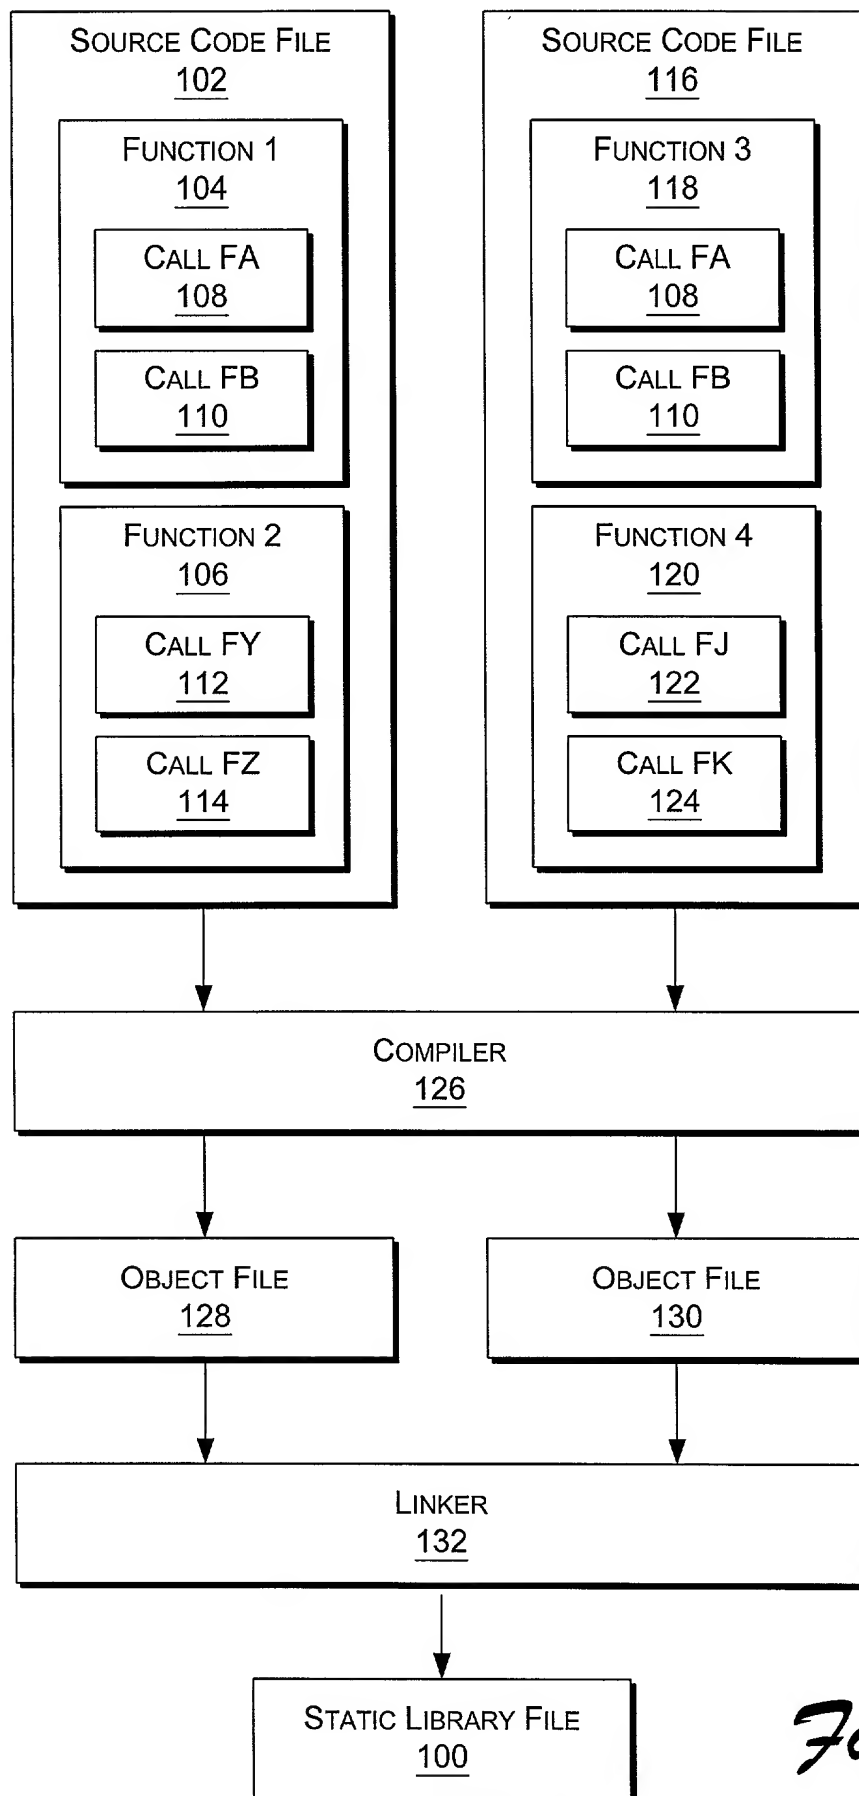 SOURCE CODE FILE
102
FUNCTION 1
104
CALL FA
108
CALL FB
110
FUNCTION 2
106
CALL FY
112
CALL FZ
114
SOURCE CODE FILE
116
FUNCTION 3
118
CALL FA
108
CALL FB
110
FUNCTION 4
120
CALL FJ
122
CALL FK
124
COMPILER
126
OBJECT FILE
128
OBJECT FILE
130
LINKER
132
STATIC LIBRARY FILE
100